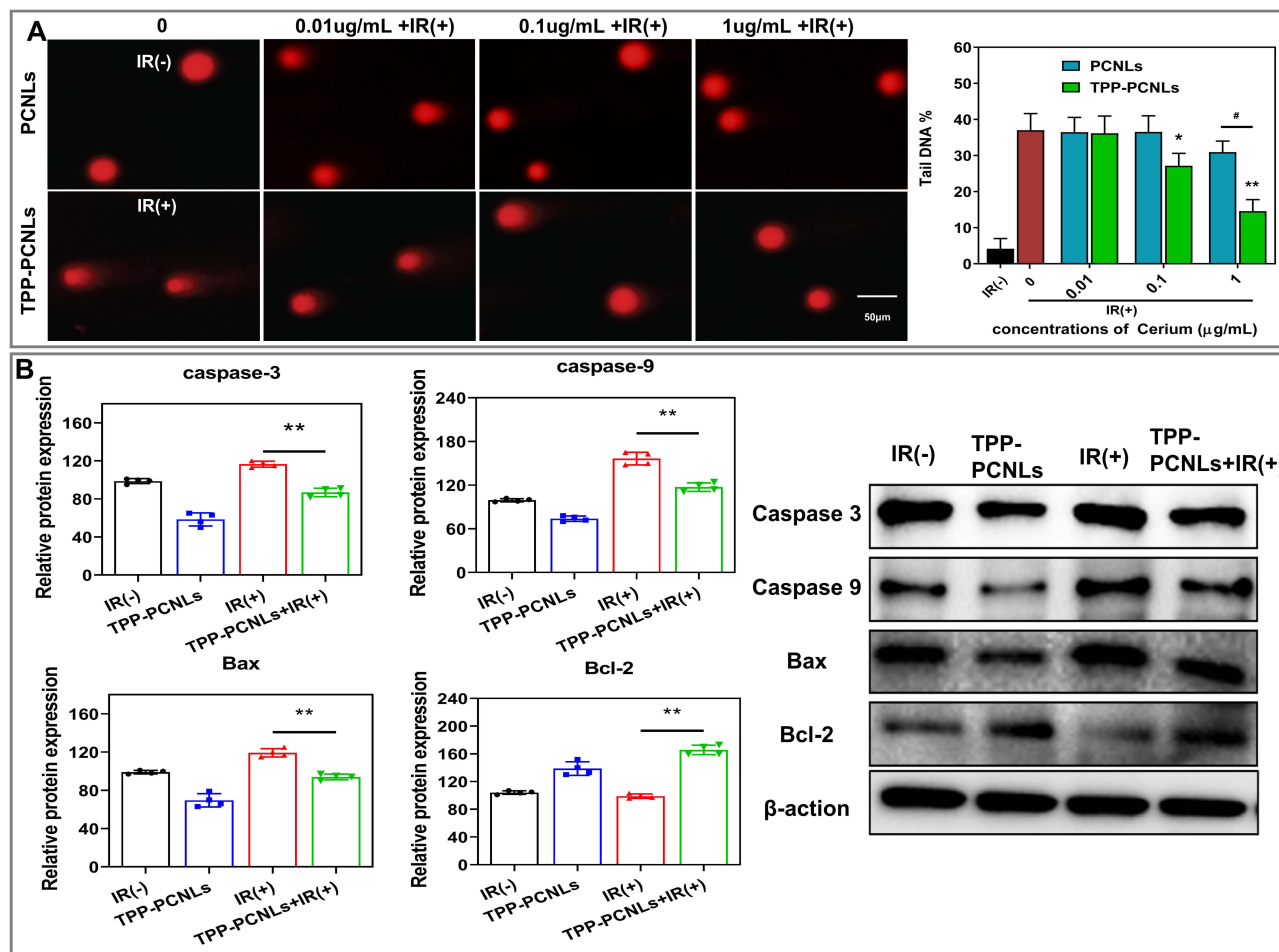 A
0
0.01ug/mL +IR(+)
0.1ug/mL +IR(+)
1ug/mL +IR(+)
PCNLs
IR(-)
TPP-PCNLs
IR(+)
50μm
Tail DNA %
60
50
40
30
20
10
0
PCNLs
TPP-PCNLs
#
*
**
IR(-)
0
0.01
0.1
1
IR(+)
concentrations of Cerium (μg/mL)
B
caspase-3
Relative protein expression
160
120
80
40
0
**
IR(-)
TPP-PCNLs
IR(+)
TPP-PCNLs+IR(+)
caspase-9
Relative protein expression
240
180
120
60
0
**
IR(-)
TPP-PCNLs
IR(+)
TPP-PCNLs+IR(+)
Bax
Relative protein expression
160
120
80
40
0
**
IR(-)
TPP-PCNLs
IR(+)
TPP-PCNLs+IR(+)
Bcl-2
Relative protein expression
240
200
160
120
80
40
0
**
IR(-)
TPP-PCNLs
IR(+)
TPP-PCNLs+IR(+)
IR(-)
TPP-
PCNLs
IR(+)
TPP-
PCNLs+IR(+)
Caspase 3
Caspase 9
Bax
Bcl-2
β-action